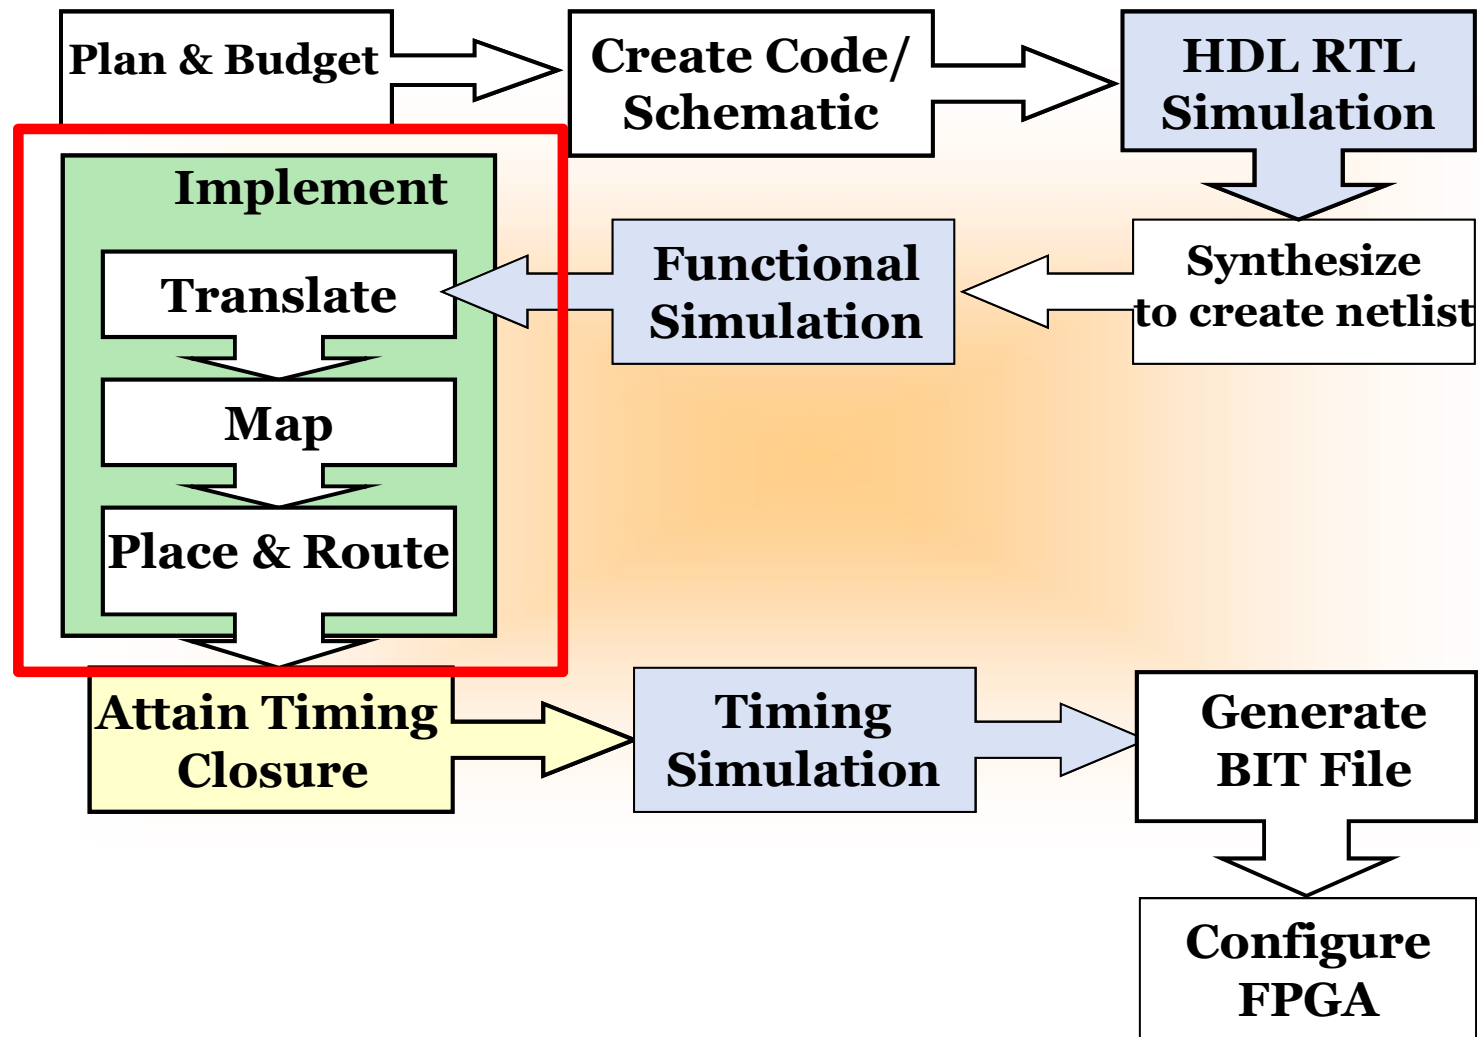 Plan & Budget
Create Code/
Schematic
HDL RTL
Simulation
Implement
Translate
Map
Place & Route
Functional
Simulation
Synthesize
to create netlist
Attain Timing
Closure
Timing
Simulation
Generate
BIT File
Configure
FPGA